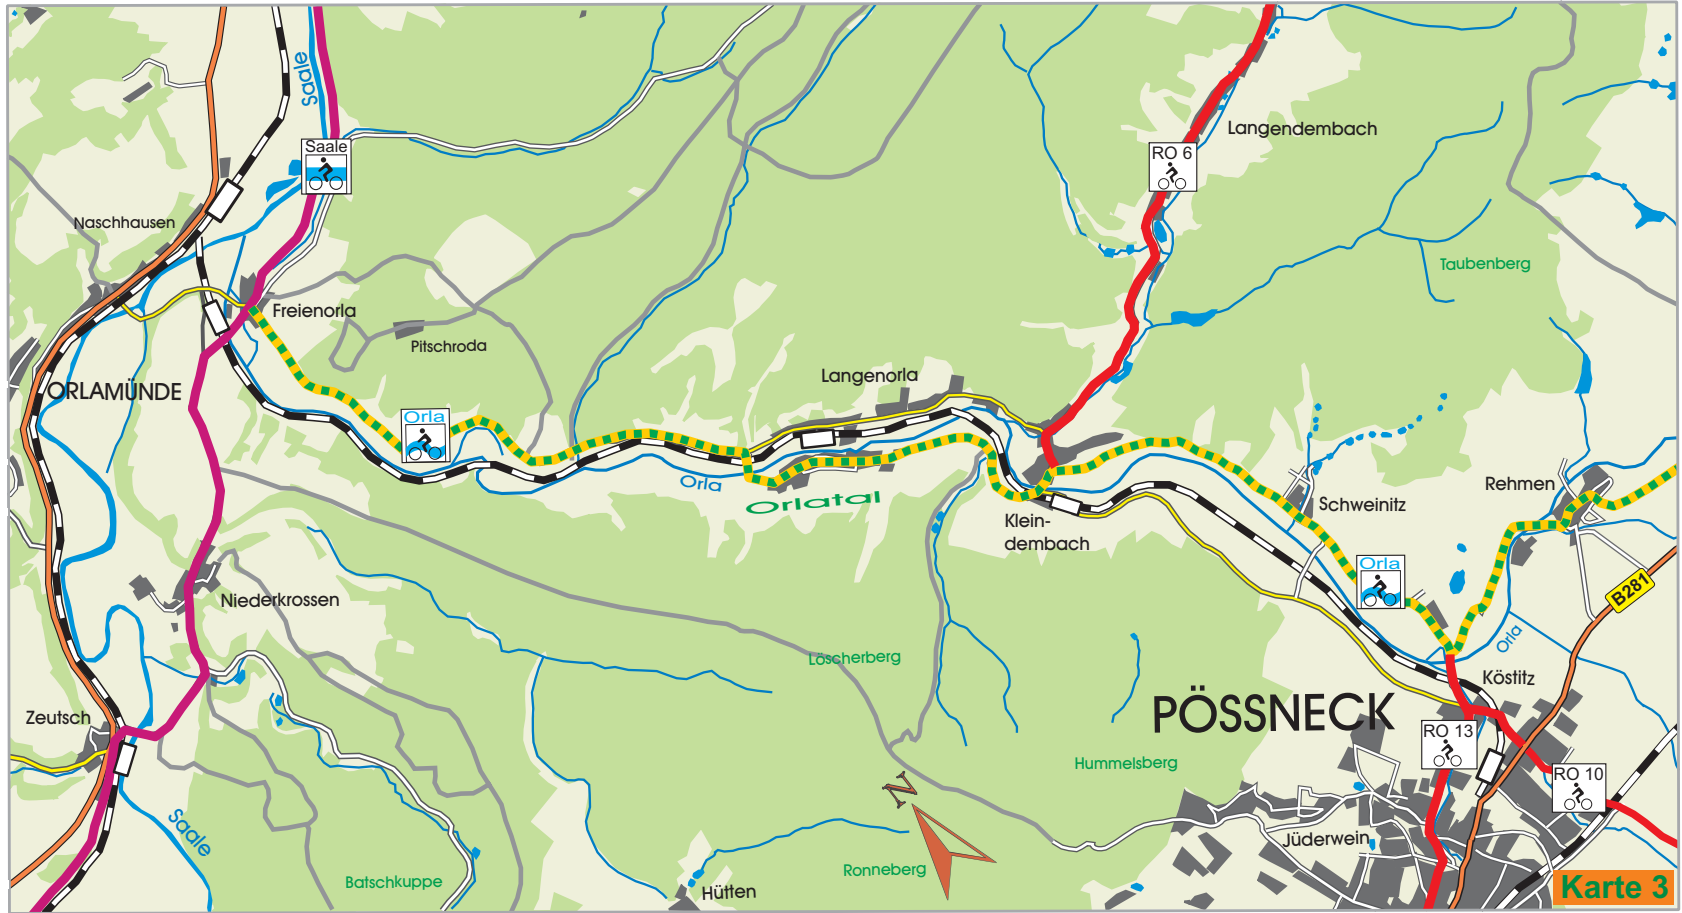 Saale
Saale
RO 6
Langendembach
Naschhausen
Taubenberg
Freienorla
Pitschroda
Langenorla
ORLAMÜNDE
Orla
Orla
Orlatal
Rehmen
Schweinitz
Klein-
dembach
Orla
B281
Niederkrossen
Orla
Löscherberg
Köstitz
PÖSSNECK
Zeutsch
RO 13
Hummelsberg
RO 10
N
Saale
Jüderwein
Ronneberg
Batschkuppe
Hütten
Karte 3